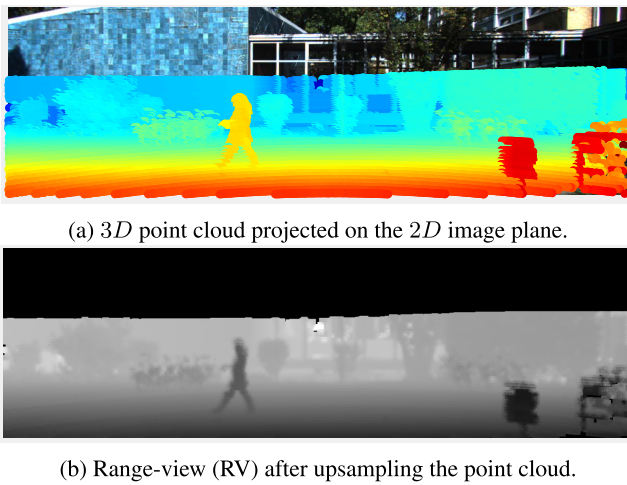 (a) 3D point cloud projected on the 2D image plane.
(b) Range-view (RV) after upsampling the point cloud.